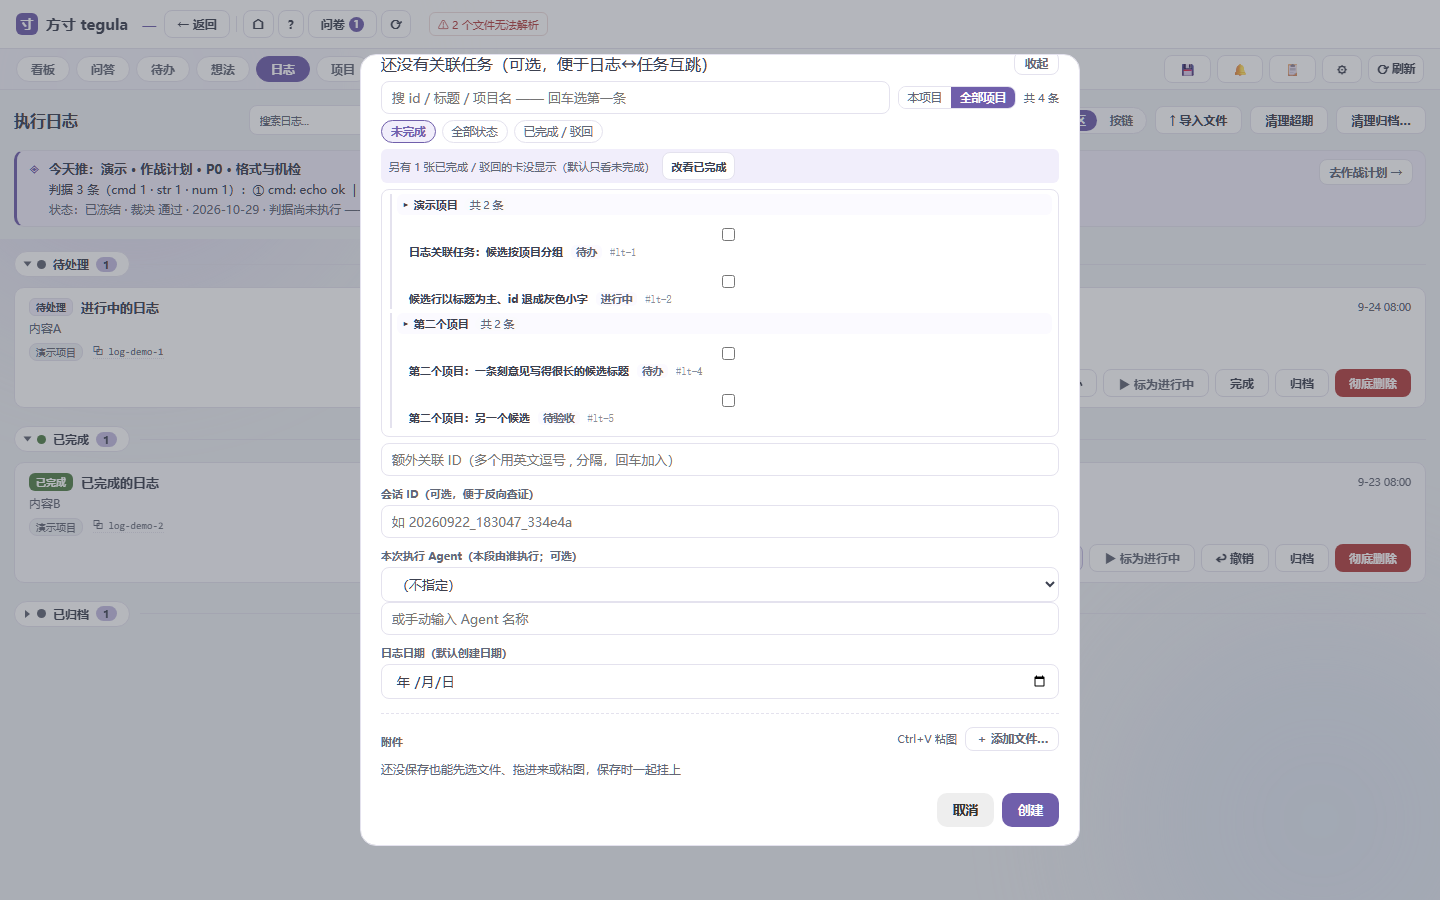 寸 方寸 tegula — ← 返回 ? 问卷 1 ⟳ ⚠ 2 个文件无法解析
看板 问答 待办 想法 日志 项目 ⟳ 刷新
执行日志 搜索日志... 区 按链 ↑ 导入文件 清理超期 清理归档...
◈ 今天推：演示 • 作战计划 • P0 • 格式与机检
判据 3 条（cmd 1 · str 1 · num 1）：① cmd: echo ok |
状态：已冻结 · 裁决 通过 · 2026-10-29 · 判据尚未执行 —
去作战计划 →
▼ ● 待处理 1
待处理 进行中的日志 9-24 08:00
内容A
演示项目 log-demo-1
▶ 标为进行中 完成 归档 彻底删除
▼ ● 已完成 1
已完成 已完成的日志 9-23 08:00
内容B
演示项目 log-demo-2
▶ 标为进行中 ↩ 撤销 归档 彻底删除
▶ ● 已归档 1
还没有关联任务（可选，便于日志↔任务互跳） 收起
搜 id / 标题 / 项目名 —— 回车选第一条 本项目 全部项目 共 4 条
未完成 全部状态 已完成 / 驳回
另有 1 张已完成 / 驳回的卡没显示（默认只看未完成） 改看已完成
▸ 演示项目 共 2 条
日志关联任务：候选按项目分组 待办 #lt-1
候选行以标题为主、id 退成灰色小字 进行中 #lt-2
▸ 第二个项目 共 2 条
第二个项目：一条刻意见写得很长的候选标题 待办 #lt-4
第二个项目：另一个候选 待验收 #lt-5
额外关联 ID（多个用英文逗号 , 分隔，回车加入）
会话 ID（可选，便于反向查证）
如 20260922_183047_334e4a
本次执行 Agent（本段由谁执行；可选）
（不指定）
或手动输入 Agent 名称
日志日期（默认创建日期）
年 /月/日
附件 Ctrl+V 粘图 + 添加文件...
还没保存也能先选文件、拖进来或粘图，保存时一起挂上
取消 创建